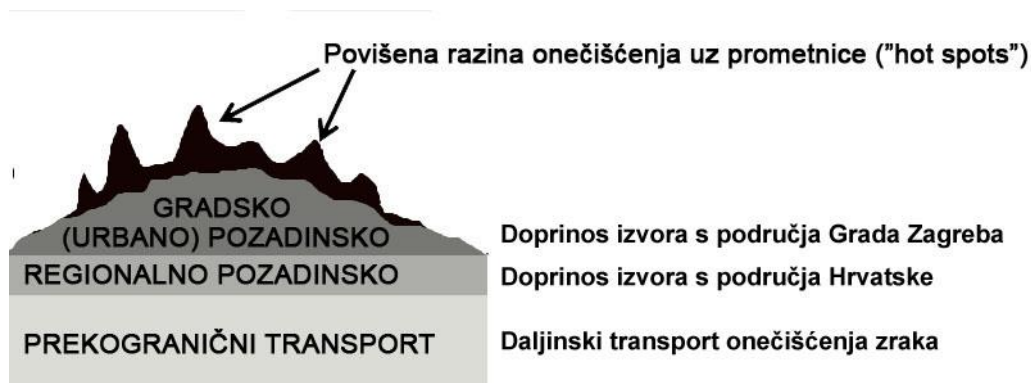 Povišena razina onečišćenja uz prometnice ("hot spots")
GRADSKO
(URBANO) POZADINSKO
Doprinos izvora s područja Grada Zagreba
REGIONALNO POZADINSKO
Doprinos izvora s područja Hrvatske
PREKOGRANIČNI TRANSPORT
Daljinski transport onečišćenja zraka